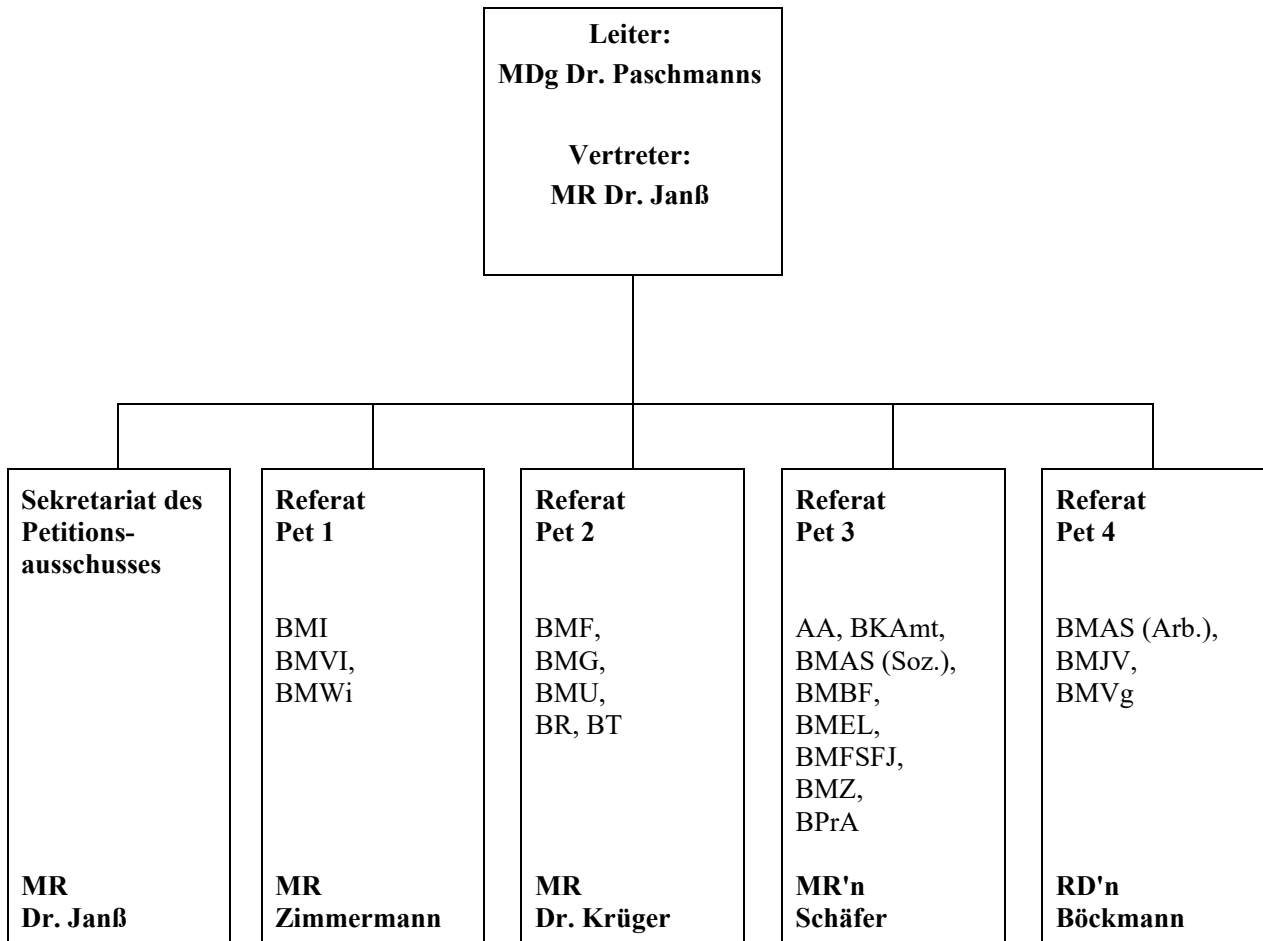 Leiter:
MDg Dr. Paschmanns
Vertreter:
MR Dr. Janß
Sekretariat des
Petitions-
ausschusses
MR
Dr. Janß
Referat
Pet 1
BMI
BMVI,
BMWi
MR
Zimmermann
Referat
Pet 2
BMF,
BMG,
BMU,
BR, BT
MR
Dr. Krüger
Referat
Pet 3
AA, BKAmt,
BMAS (Soz.),
BMBF,
BMEL,
BMFSFJ,
BMZ,
BPrA
MR'n
Schäfer
Referat
Pet 4
BMAS (Arb.),
BMJV,
BMVg
RD'n
Böckmann